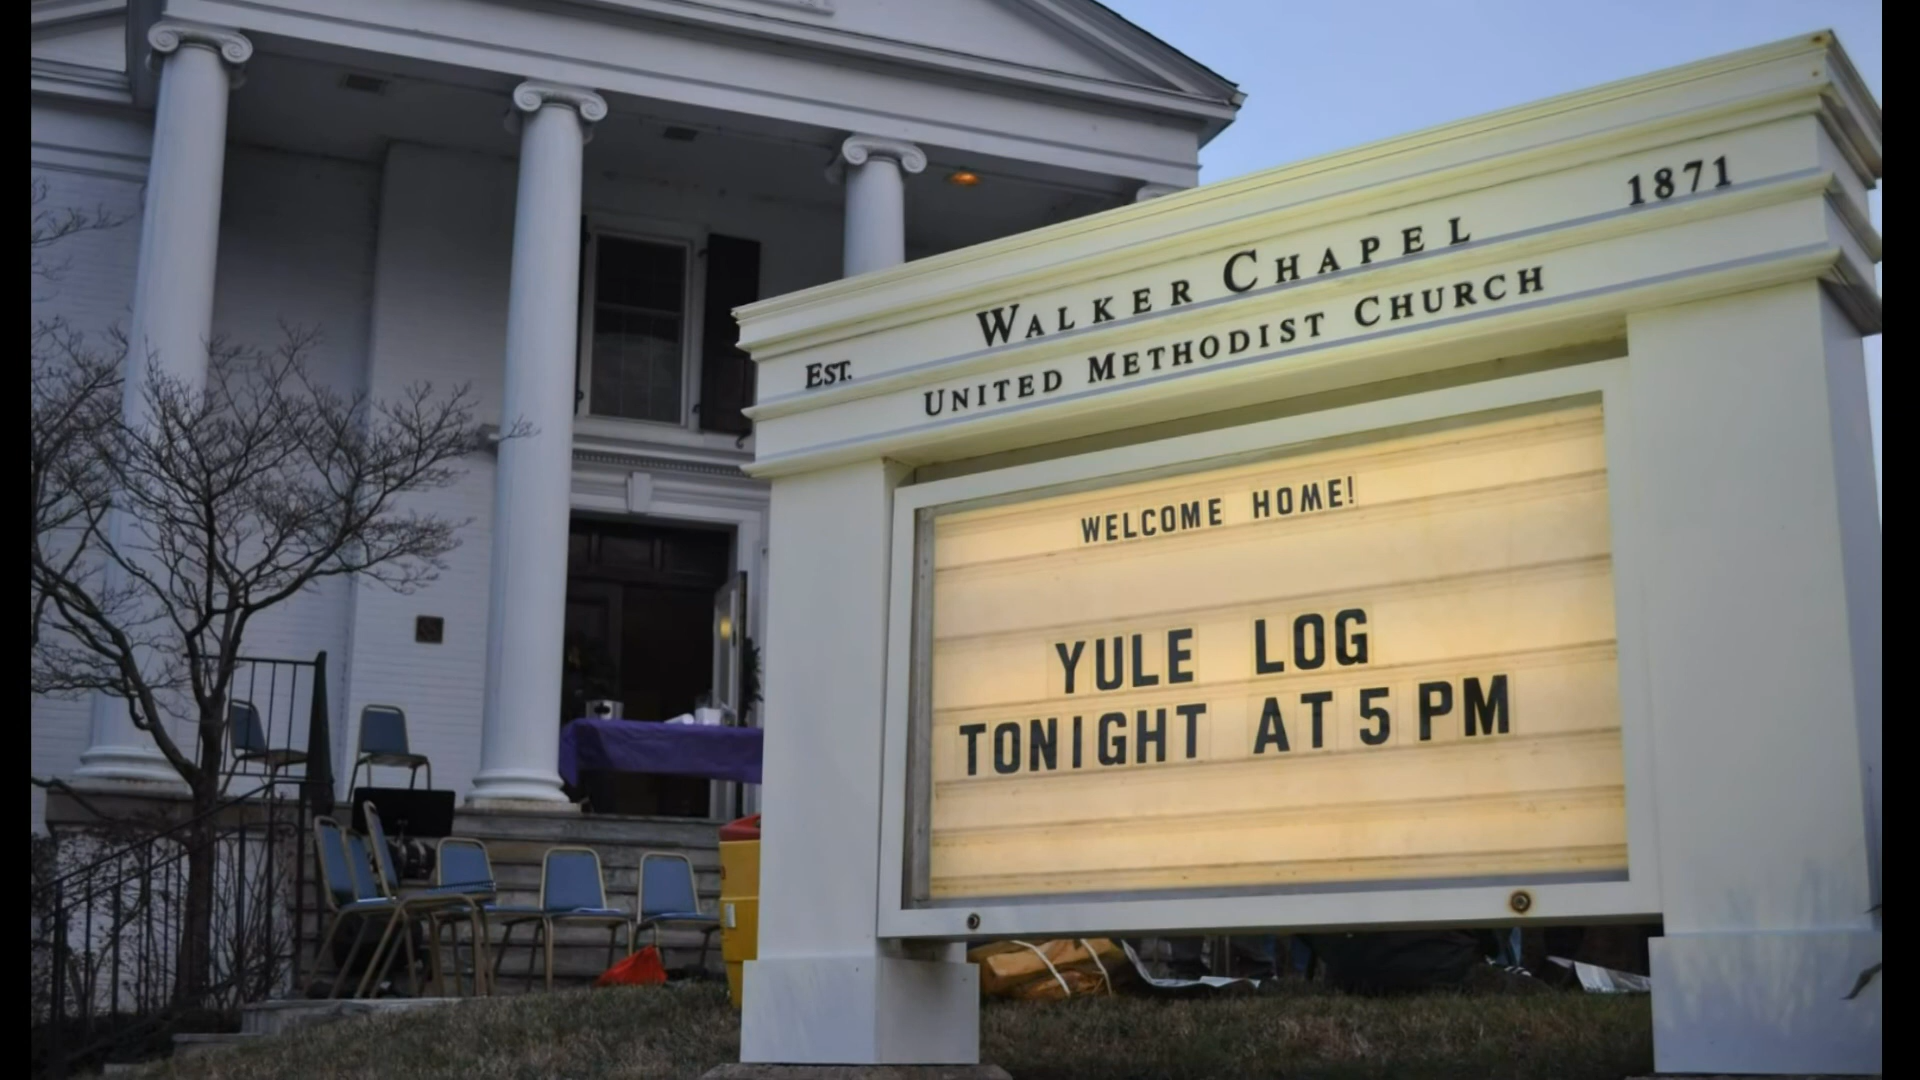 WALKER CHAPEL
EST. 1871
UNITED METHODIST CHURCH
WELCOME HOME!
YULE LOG
TONIGHT AT 5 PM